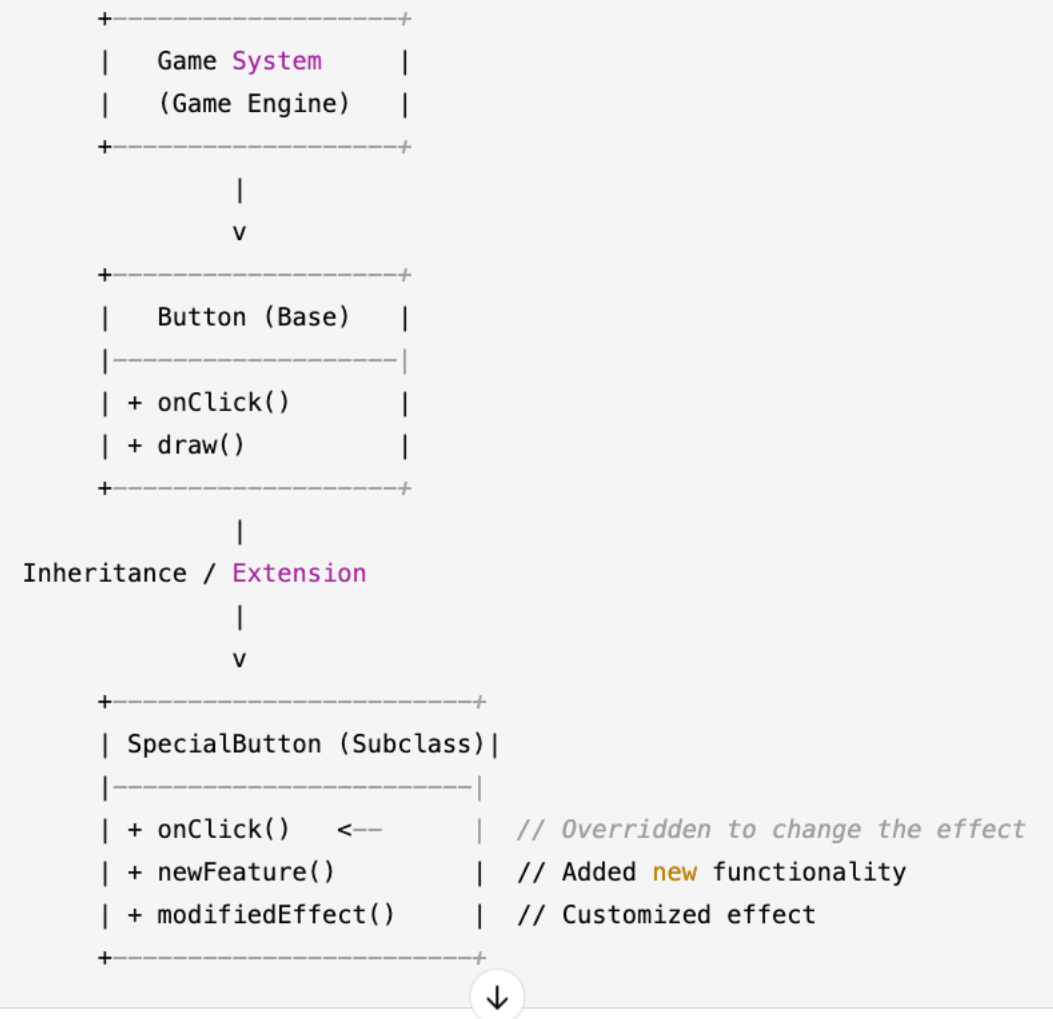 +-------------------+
|   Game System     |
|   (Game Engine)   |
+-------------------+
         |
         v
+-------------------+
|   Button (Base)   |
|-------------------|
| + onClick()       |
| + draw()          |
+-------------------+
         |
Inheritance / Extension
         |
         v
+------------------------+
| SpecialButton (Subclass)|
|------------------------|
| + onClick()   <--      |  // Overridden to change the effect
| + newFeature()         |  // Added new functionality
| + modifiedEffect()     |  // Customized effect
+------------------------+